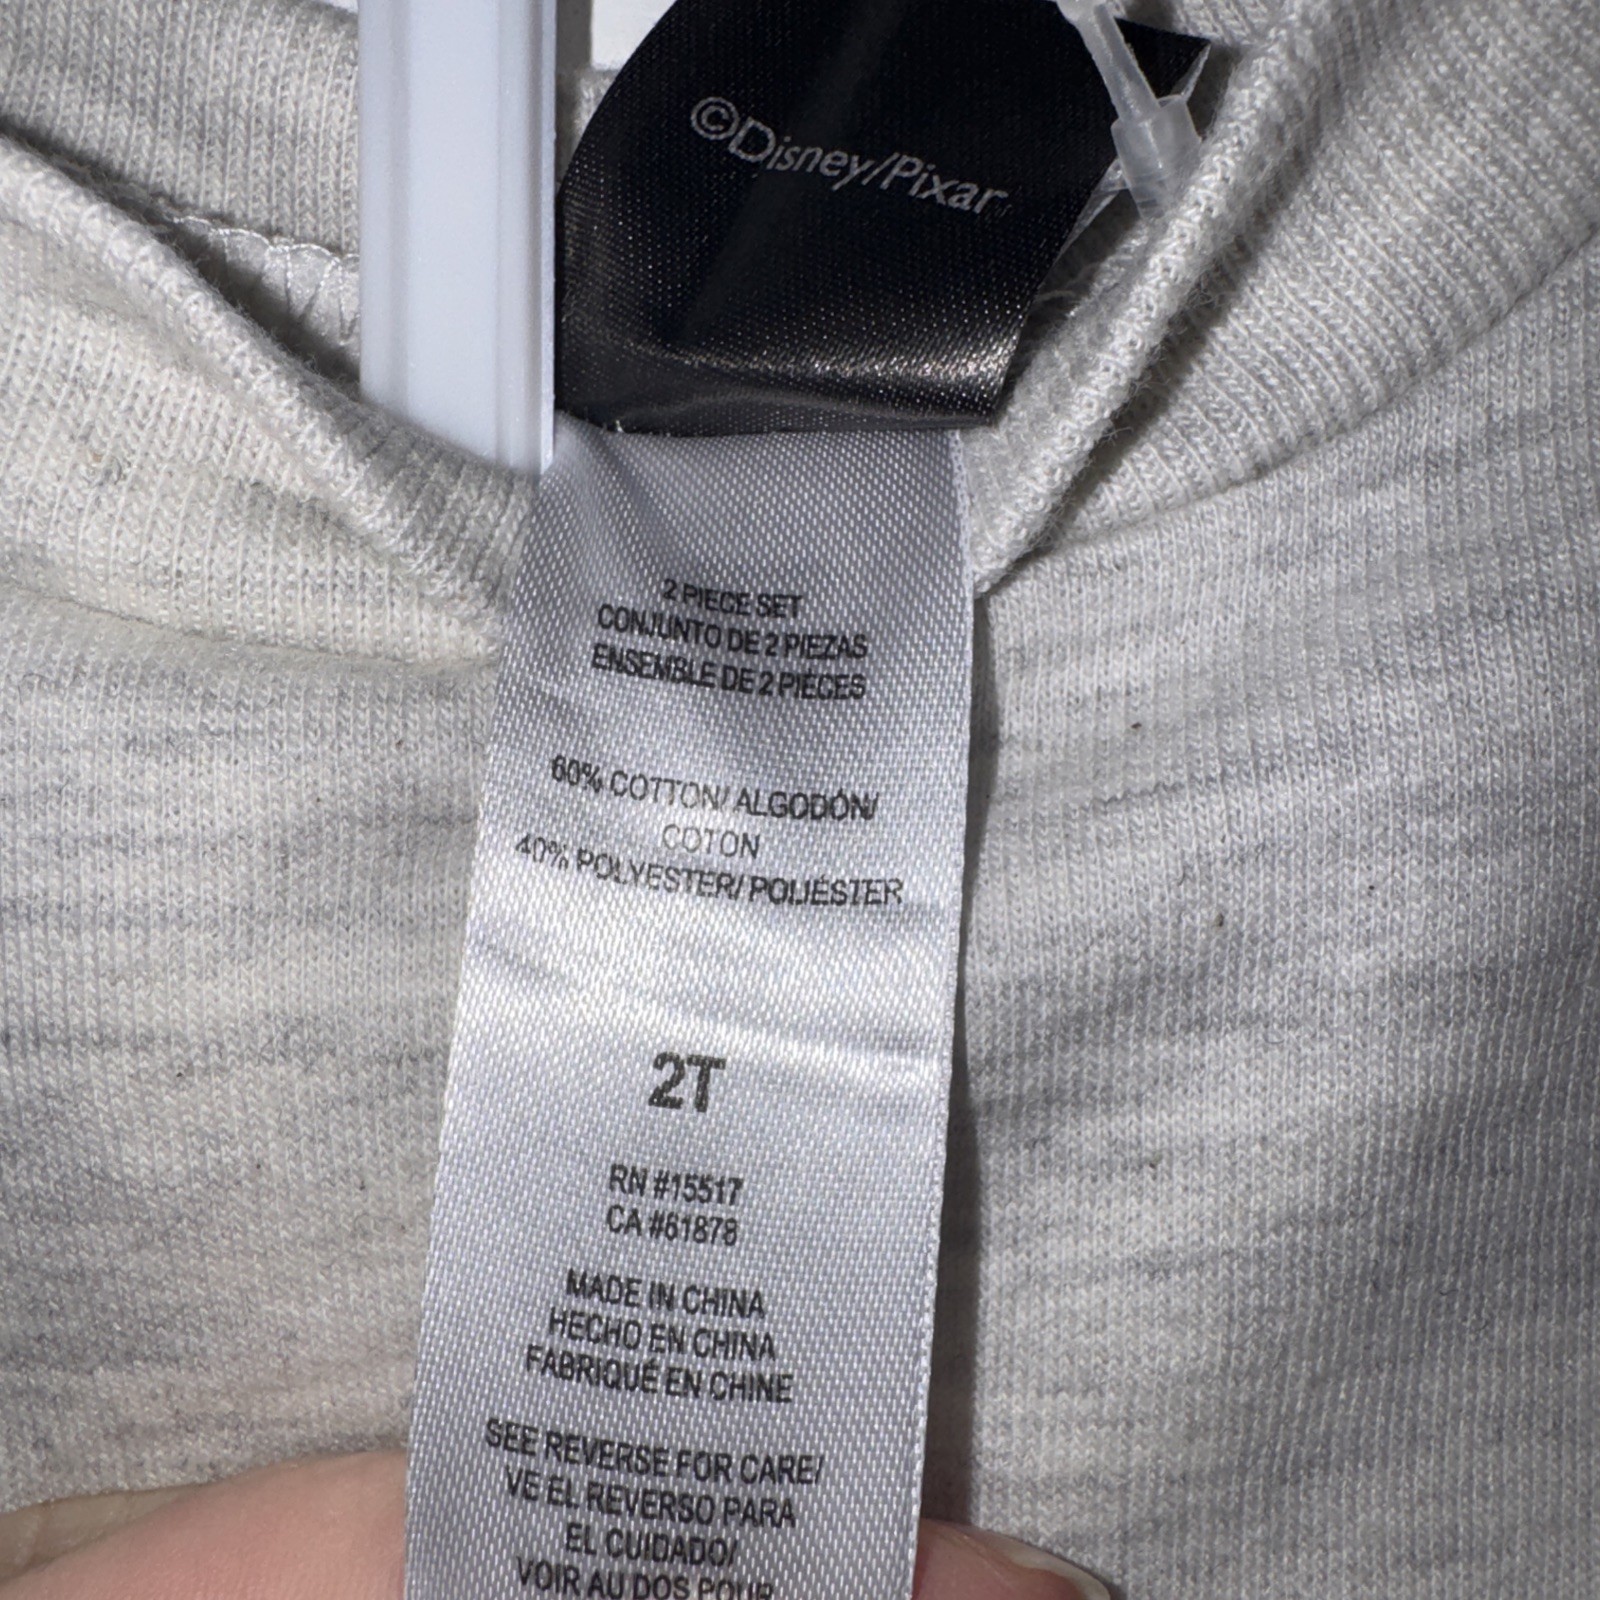 ©Disney/Pixar
2 PIECE SET
CONJUNTO DE 2 PIEZAS
ENSEMBLE DE 2 PIÈCES
60% COTTON/ ALGODÓN/
COTON
40% POLYESTER/ POLIÉSTER
2T
RN #15517
CA #61878
MADE IN CHINA
HECHO EN CHINA
FABRIQUÉ EN CHINE
SEE REVERSE FOR CARE/
VE EL REVERSO PARA
EL CUIDADO/
VOIR AU DOS POUR